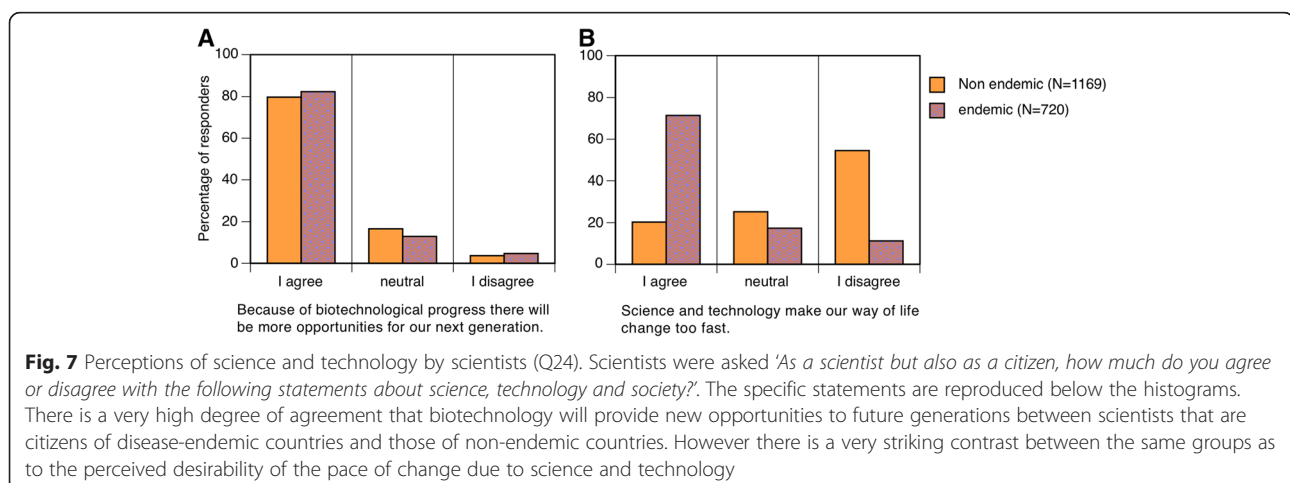 A
B
100
80
60
40
20
0
Percentage of responders
I agree
neutral
I disagree
Because of biotechnological progress there will
be more opportunities for our next generation.
100
80
60
40
20
0
I agree
neutral
I disagree
Science and technology make our way of life
change too fast.
Non endemic (N=1169)
endemic (N=720)
Fig. 7 Perceptions of science and technology by scientists (Q24). Scientists were asked ‘As a scientist but also as a citizen, how much do you agree
or disagree with the following statements about science, technology and society?’. The specific statements are reproduced below the histograms.
There is a very high degree of agreement that biotechnology will provide new opportunities to future generations between scientists that are
citizens of disease-endemic countries and those of non-endemic countries. However there is a very striking contrast between the same groups as
to the perceived desirability of the pace of change due to science and technology